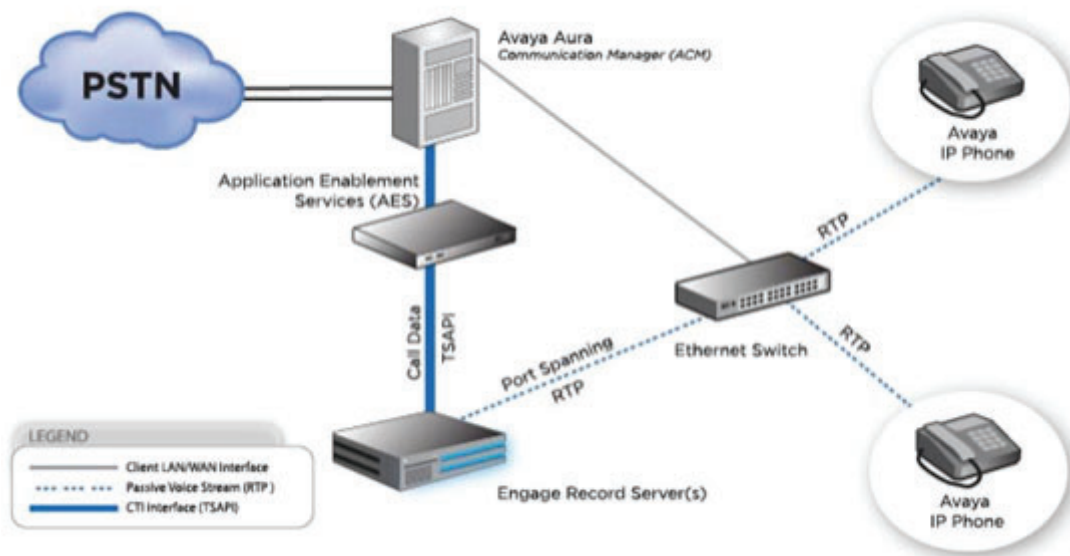 PSTN
Avaya Aura
Communication Manager (ACM)
Avaya
IP Phone
Application Enablement
Services (AES)
RTP
Call Data
TSAPI
Port Spanning
RTP
Ethernet Switch
RTP
LEGEND
Client LAN/WAN Interface
Passive Voice Stream (RTP )
CTI Interface (TSAPI)
Engage Record Server(s)
Avaya
IP Phone